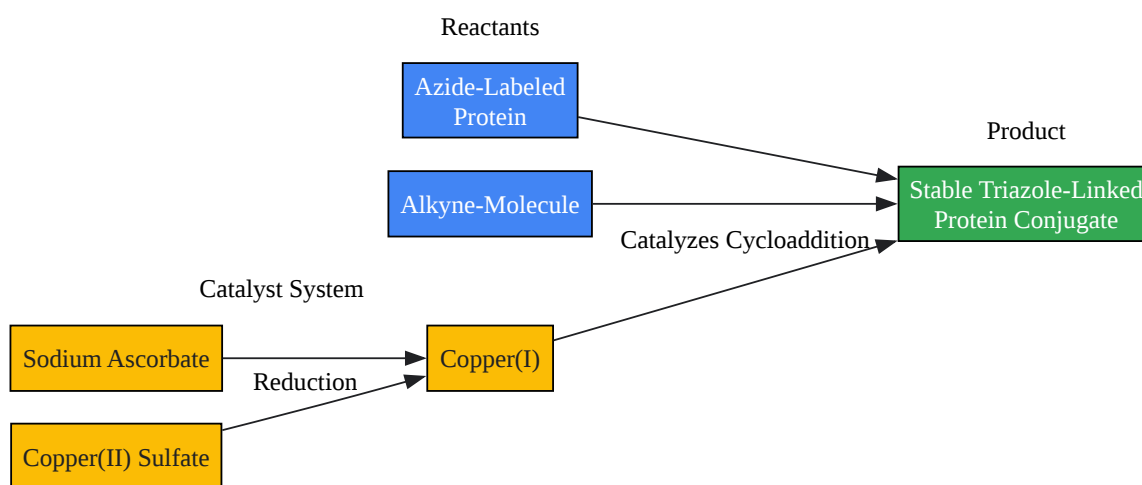 Reactants
Azide-Labeled
Protein
Product
Alkyne-Molecule
Stable Triazole-Linked
Protein Conjugate
Catalyzes Cycloaddition
Catalyst System
Sodium Ascorbate
Copper(I)
Reduction
Copper(II) Sulfate